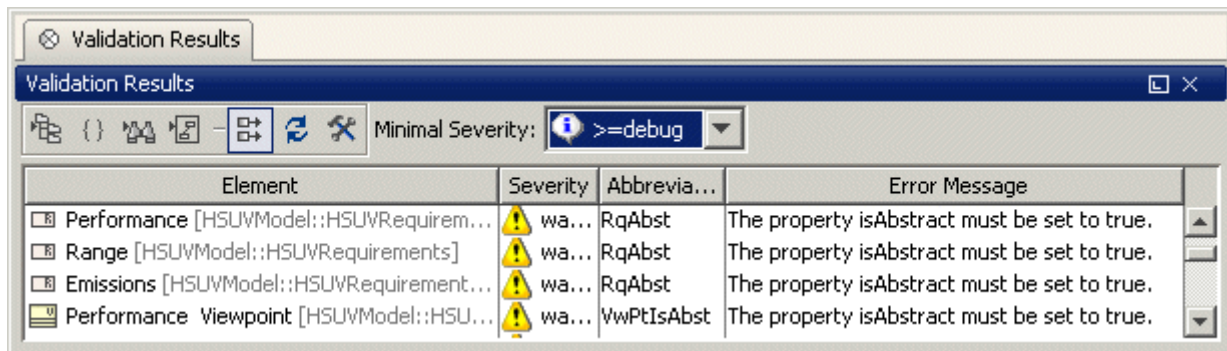 Validation Results
Validation Results
{} Minimal Severity: >=debug
Element Severity Abbrevia... Error Message
Performance [HSUVModel::HSUVRequirem... wa... RqAbst The property isAbstract must be set to true.
Range [HSUVModel::HSUVRequirements] wa... RqAbst The property isAbstract must be set to true.
Emissions [HSUVModel::HSUVRequirement... wa... RqAbst The property isAbstract must be set to true.
Performance Viewpoint [HSUVModel::HSU... wa... VwPtIsAbst The property isAbstract must be set to true.